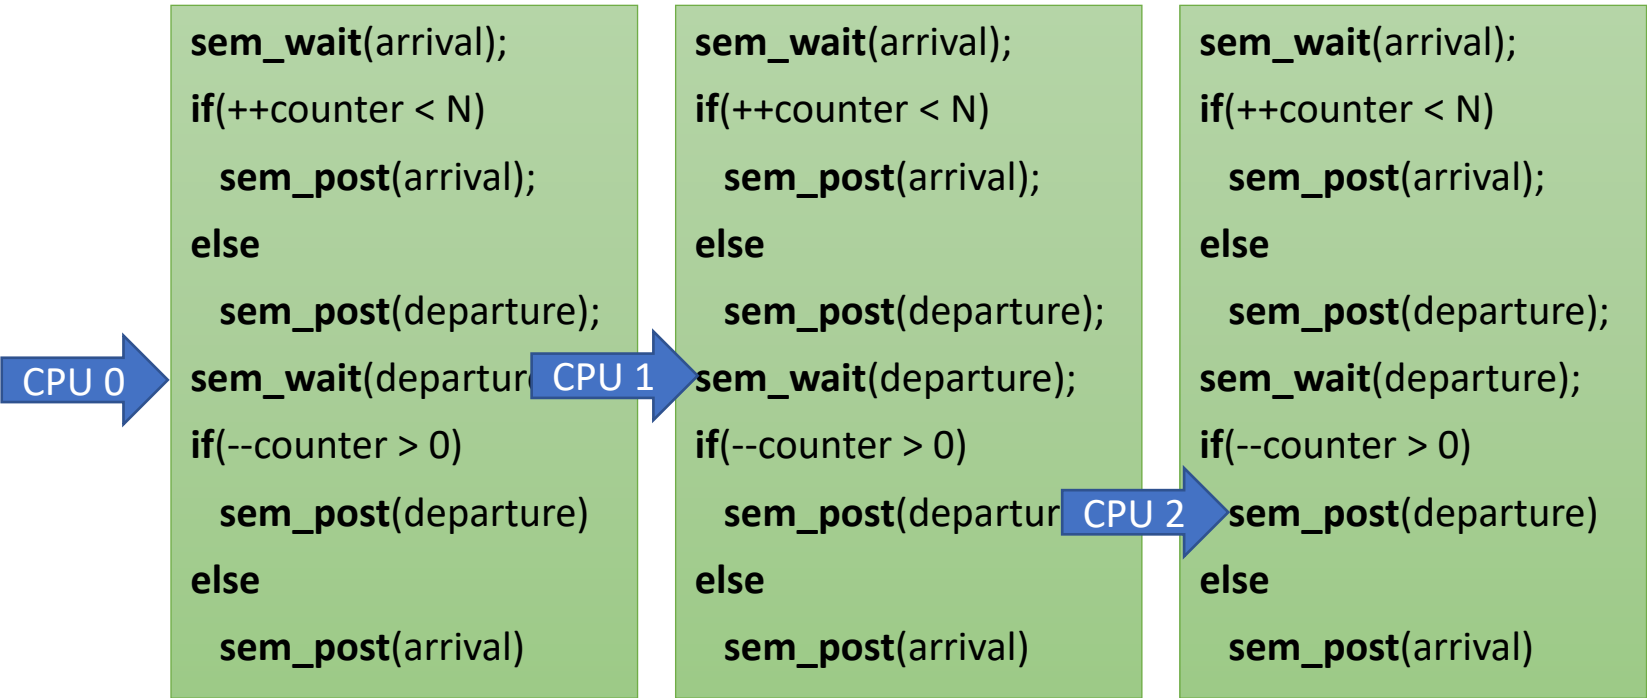 CPU 0
sem_wait(arrival);
if(++counter < N)
sem_post(arrival);
else
sem_post(departure);
sem_wait(departur
if(--counter > 0)
sem_post(departure)
else
sem_post(arrival)
CPU 1
sem_wait(arrival);
if(++counter < N)
sem_post(arrival);
else
sem_post(departure);
sem_wait(departure);
if(--counter > 0)
sem_post(departur
else
sem_post(arrival)
CPU 2
sem_wait(arrival);
if(++counter < N)
sem_post(arrival);
else
sem_post(departure);
sem_wait(departure);
if(--counter > 0)
sem_post(departure)
else
sem_post(arrival)